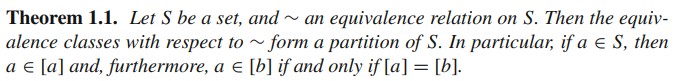 Theorem 1.1. Let S be a set, and ~ an equivalence relation on S. Then the equiv-
alence classes with respect to ~ form a partition of S. In particular, if a ∈ S, then
a ∈ [a] and, furthermore, a ∈ [b] if and only if [a] = [b].